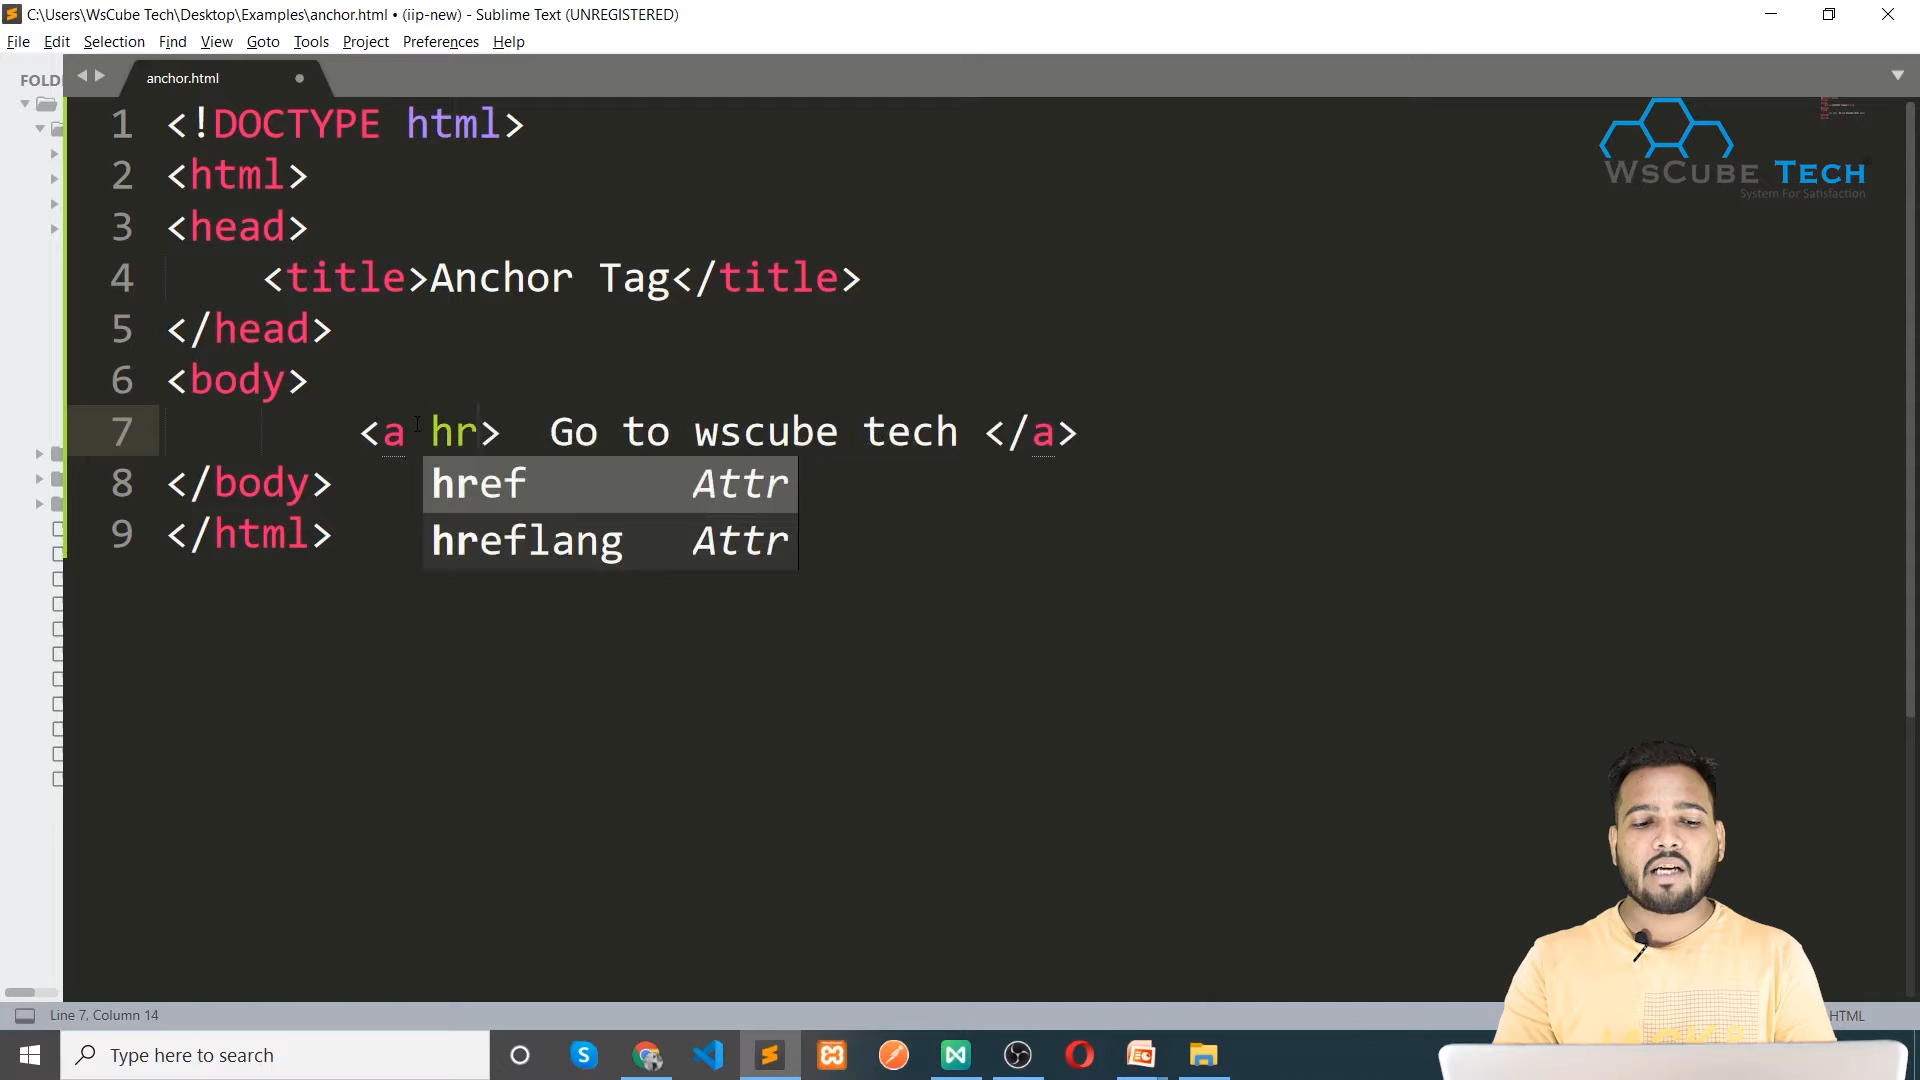 C:\Users\WsCube Tech\Desktop\Examples\anchor.html • (iip-new) - Sublime Text (UNREGISTERED)
File Edit Selection Find View Goto Tools Project Preferences Help
FOLD
anchor.html
1 <!DOCTYPE html>
2 <html>
3 <head>
4 <title>Anchor Tag</title>
5 </head>
6 <body>
7 <a hr> Go to wscube tech </a>
href Attr
hreflang Attr
8 </body>
9 </html>
WsCube Tech
System For Satisfaction
Line 7, Column 14
HTML
Type here to search